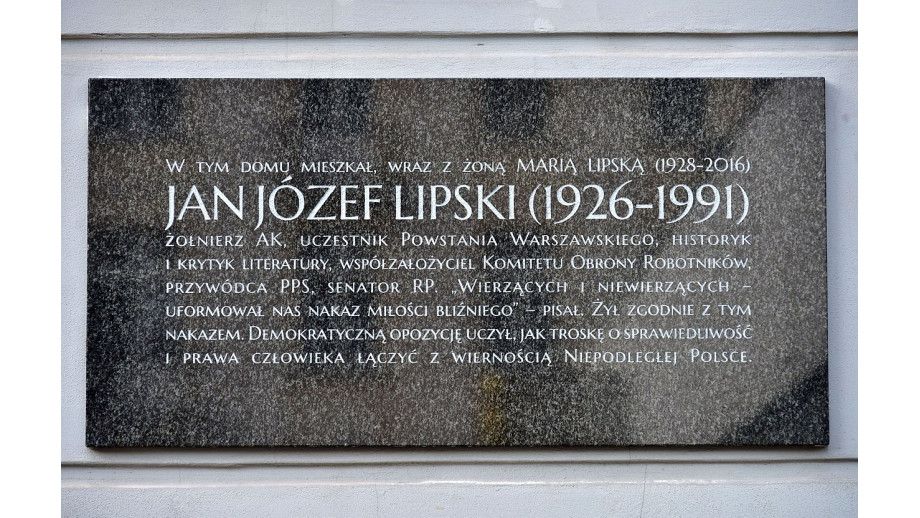 W TYM DOMU MIESZKAŁ, WRAZ Z ŻONĄ MARIĄ LIPSKĄ (1928-2016)
JAN JÓZEF LIPSKI (1926-1991)
ŻOŁNIERZ AK, UCZESTNIK POWSTANIA WARSZAWSKIEGO, HISTORYK
I KRYTYK LITERATURY, WSPÓŁZAŁOŻYCIEL KOMITETU OBRONY ROBOTNIKÓW,
PRZYWÓDCA PPS, SENATOR RP. „WIERZĄCYCH I NIEWIERZĄCYCH –
UFORMOWAŁ NAS NAKAZ MIŁOŚCI BLIŹNIEGO” – PISAŁ. ŻYŁ ZGODNIE Z TYM
NAKAZEM. DEMOKRATYCZNĄ OPOZYCJĘ UCZYŁ, JAK TROSKĘ O SPRAWIEDLIWOŚĆ
I PRAWA CZŁOWIEKA ŁĄCZYĆ Z WIERNOŚCIĄ NIEPODLEGŁEJ POLSCE.